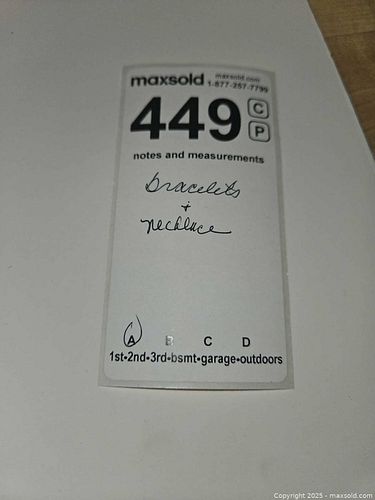 maxsold maxsold.com
1-877-257-7799
449 C
P
notes and measurements
bracelets
+
necklace
A B C D
1st-2nd-3rd-bsmt-garage-outdoors
Copyright © 2025 - maxsold.com